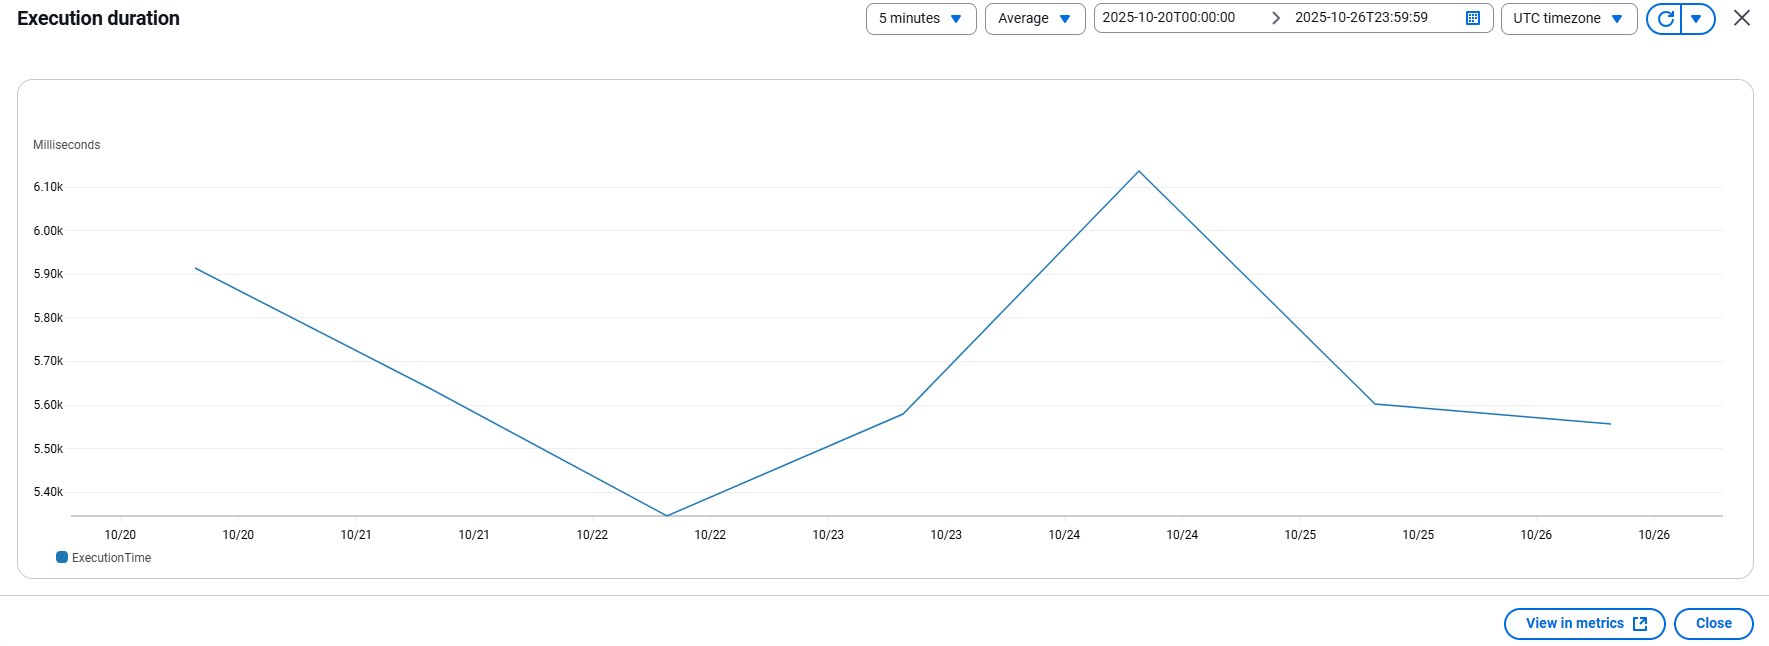 Execution duration
5 minutes
Average
2025-10-20T00:00:00
2025-10-26T23:59:59
UTC timezone
Milliseconds
6.10k
6.00k
5.90k
5.80k
5.70k
5.60k
5.50k
5.40k
10/20 10/20 10/21 10/21 10/22 10/22 10/23 10/23 10/24 10/24 10/25 10/25 10/26 10/26
ExecutionTime
View in metrics
Close